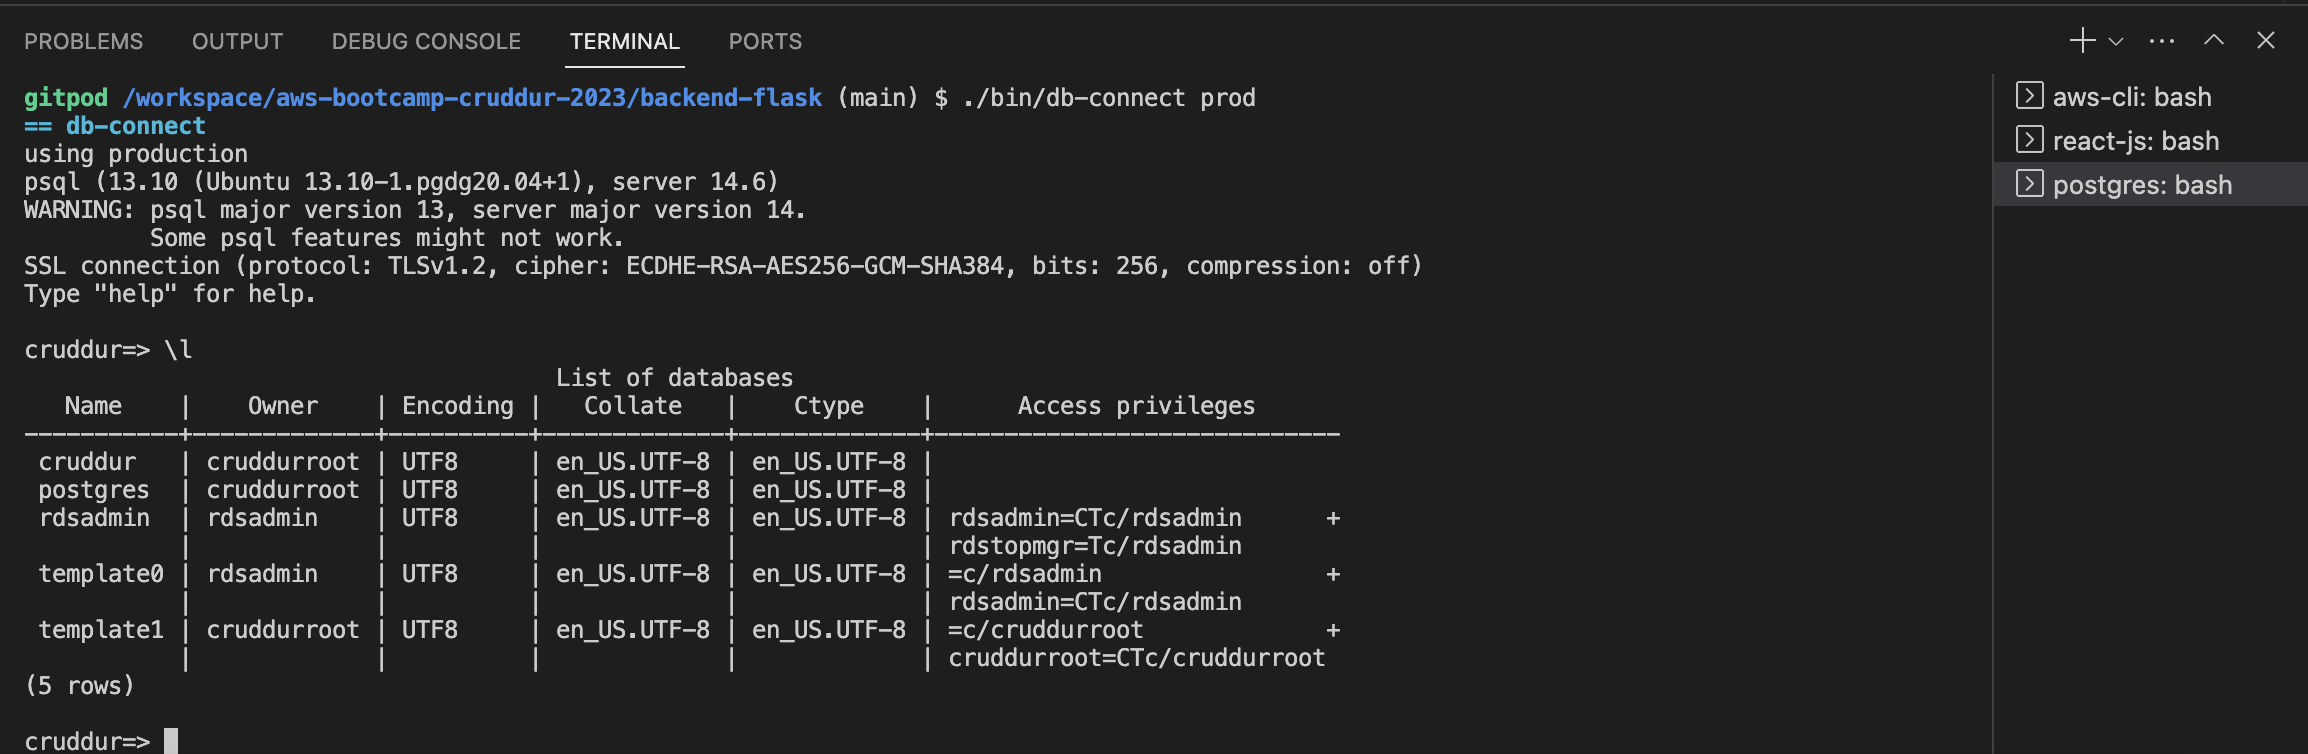 PROBLEMS OUTPUT DEBUG CONSOLE TERMINAL PORTS
gitpod /workspace/aws-bootcamp-cruddur-2023/backend-flask (main) $ ./bin/db-connect prod
== db-connect
using production
psql (13.10 (Ubuntu 13.10-1.pgdg20.04+1), server 14.6)
WARNING: psql major version 13, server major version 14.
         Some psql features might not work.
SSL connection (protocol: TLSv1.2, cipher: ECDHE-RSA-AES256-GCM-SHA384, bits: 256, compression: off)
Type "help" for help.
cruddur=> \l
                                      List of databases
   Name    |    Owner    | Encoding |   Collate   |    Ctype    |      Access privileges
-----------+-------------+----------+-------------+-------------+-----------------------------
 cruddur   | cruddurroot | UTF8     | en_US.UTF-8 | en_US.UTF-8 |
 postgres  | cruddurroot | UTF8     | en_US.UTF-8 | en_US.UTF-8 |
 rdsadmin  | rdsadmin    | UTF8     | en_US.UTF-8 | en_US.UTF-8 | rdsadmin=CTc/rdsadmin      +
           |             |          |             |             | rdstopmgr=Tc/rdsadmin
 template0 | rdsadmin    | UTF8     | en_US.UTF-8 | en_US.UTF-8 | =c/rdsadmin                +
           |             |          |             |             | rdsadmin=CTc/rdsadmin
 template1 | cruddurroot | UTF8     | en_US.UTF-8 | en_US.UTF-8 | =c/cruddurroot             +
           |             |          |             |             | cruddurroot=CTc/cruddurroot
(5 rows)
cruddur=>
aws-cli: bash
react-js: bash
postgres: bash